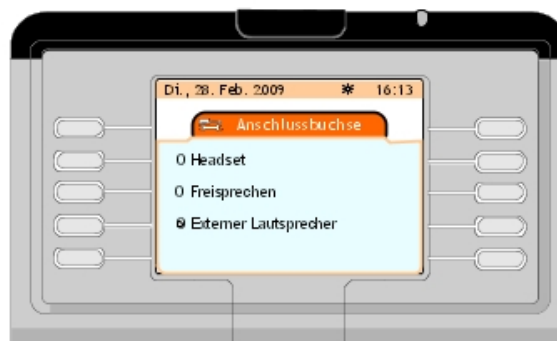 Di., 28. Feb. 2009 16:13
Anschlussbuchse
O Headset
O Freisprechen
Externer Lautsprecher